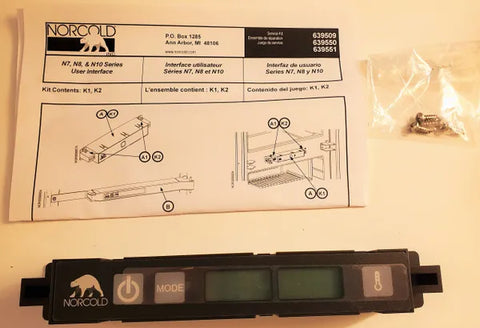 NORCOLD
P.O. Box 1285
Ann Arbor, MI 48106
www.norcold.com
Service Kit
Ensemble de réparation
Juego de servicio
639509
639550
639551
N7, N8, & N10 Series
User interface
Interface utilisateur
Séries N7, N8 et N10
Interfaz de usuario
Series N7, N8 y N10
Kit Contents: K1, K2
L'ensemble contient : K1, K2
Contenido del juego: K1, K2
A K1
A1 K2
A1 K2
A K1
B
NORCOLD
MODE